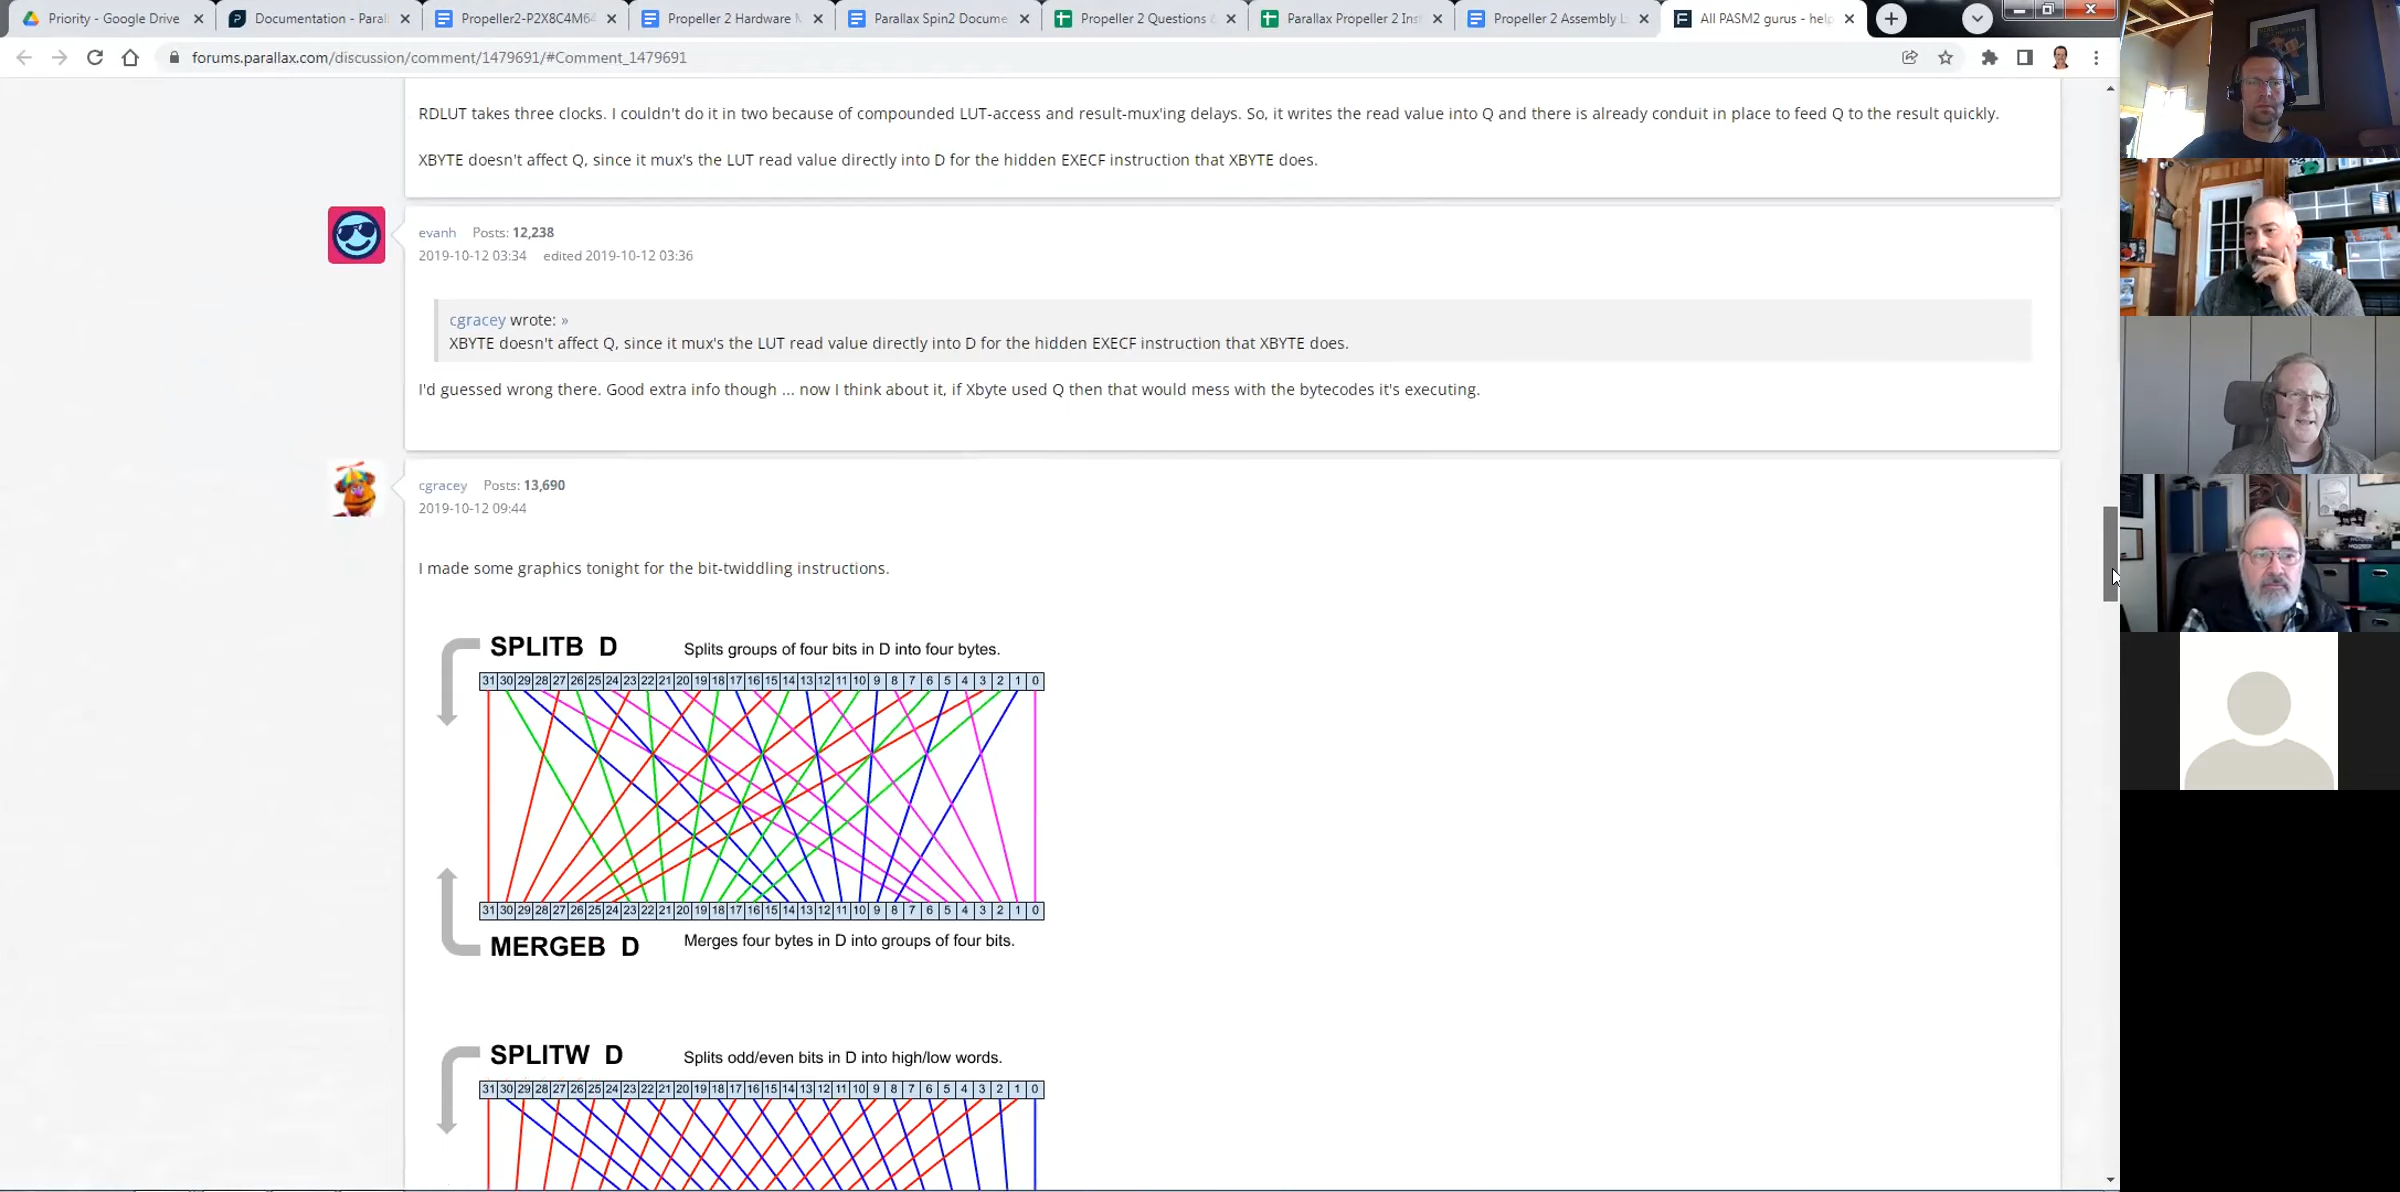 Priority - Google Drive
Documentation - Paral
Propeller2-P2X8C4M64
Propeller 2 Hardware M
Parallax Spin2 Docume
Propeller 2 Questions &
Parallax Propeller 2 Ins
Propeller 2 Assembly L
All PASM2 gurus - help
forums.parallax.com/discussion/comment/1479691/#Comment_1479691
RDLUT takes three clocks. I couldn't do it in two because of compounded LUT-access and result-mux'ing delays. So, it writes the read value into Q and there is already conduit in place to feed Q to the result quickly.
XBYTE doesn't affect Q, since it mux's the LUT read value directly into D for the hidden EXECF instruction that XBYTE does.
evanh Posts: 12,238
2019-10-12 03:34 edited 2019-10-12 03:36
cgracey wrote: »
XBYTE doesn't affect Q, since it mux's the LUT read value directly into D for the hidden EXECF instruction that XBYTE does.
I'd guessed wrong there. Good extra info though ... now I think about it, if Xbyte used Q then that would mess with the bytecodes it's executing.
cgracey Posts: 13,690
2019-10-12 09:44
I made some graphics tonight for the bit-twiddling instructions.
SPLITB D Splits groups of four bits in D into four bytes.
31 30 29 28 27 26 25 24 23 22 21 20 19 18 17 16 15 14 13 12 11 10 9 8 7 6 5 4 3 2 1 0
31 30 29 28 27 26 25 24 23 22 21 20 19 18 17 16 15 14 13 12 11 10 9 8 7 6 5 4 3 2 1 0
MERGEB D Merges four bytes in D into groups of four bits.
SPLITW D Splits odd/even bits in D into high/low words.
31 30 29 28 27 26 25 24 23 22 21 20 19 18 17 16 15 14 13 12 11 10 9 8 7 6 5 4 3 2 1 0